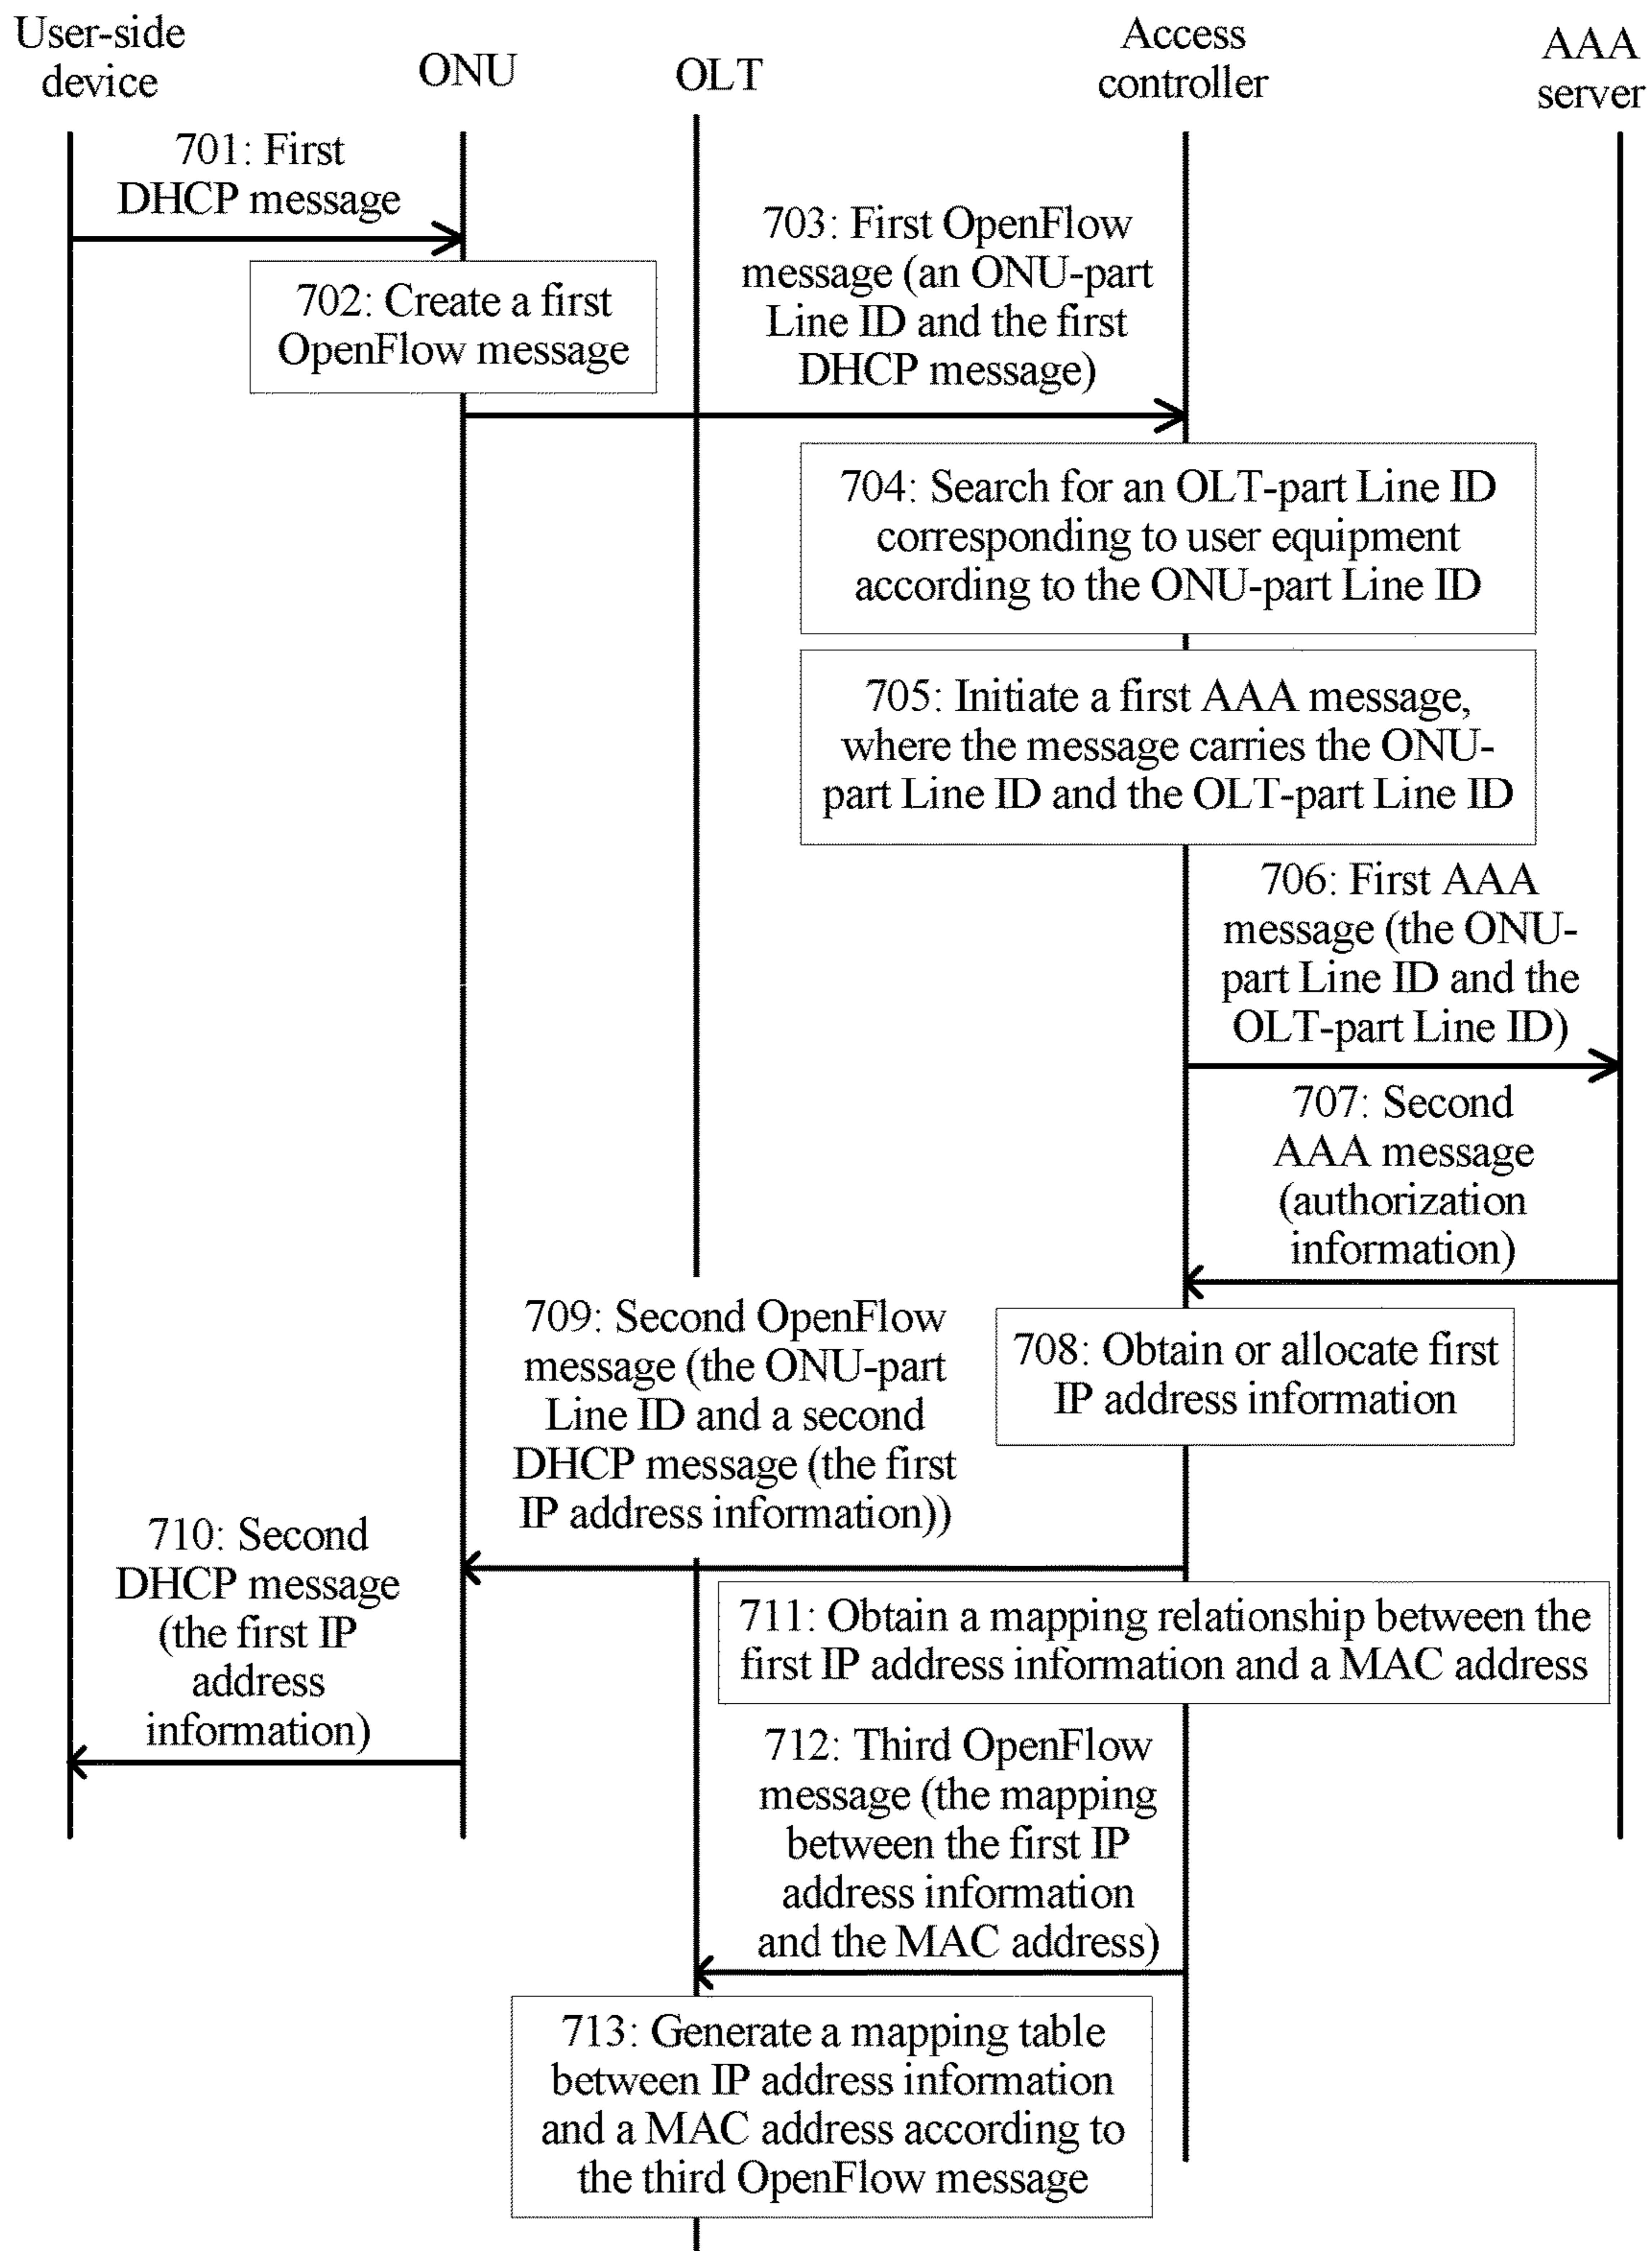 User-side
device
ONU
OLT
Access
controller
AAA
server
701: First
DHCP message
702: Create a first
OpenFlow message
703: First OpenFlow
message (an ONU-part
Line ID and the first
DHCP message)
704: Search for an OLT-part Line ID
corresponding to user equipment
according to the ONU-part Line ID
705: Initiate a first AAA message,
where the message carries the ONU-
part Line ID and the OLT-part Line ID
706: First AAA
message (the ONU-
part Line ID and the
OLT-part Line ID)
707: Second
AAA message
(authorization
information)
708: Obtain or allocate first
IP address information
709: Second OpenFlow
message (the ONU-part
Line ID and a second
DHCP message (the first
IP address information))
710: Second
DHCP message
(the first IP
address
information)
711: Obtain a mapping relationship between the
first IP address information and a MAC address
712: Third OpenFlow
message (the mapping
between the first IP
address information
and the MAC address)
713: Generate a mapping table
between IP address information
and a MAC address according to
the third OpenFlow message